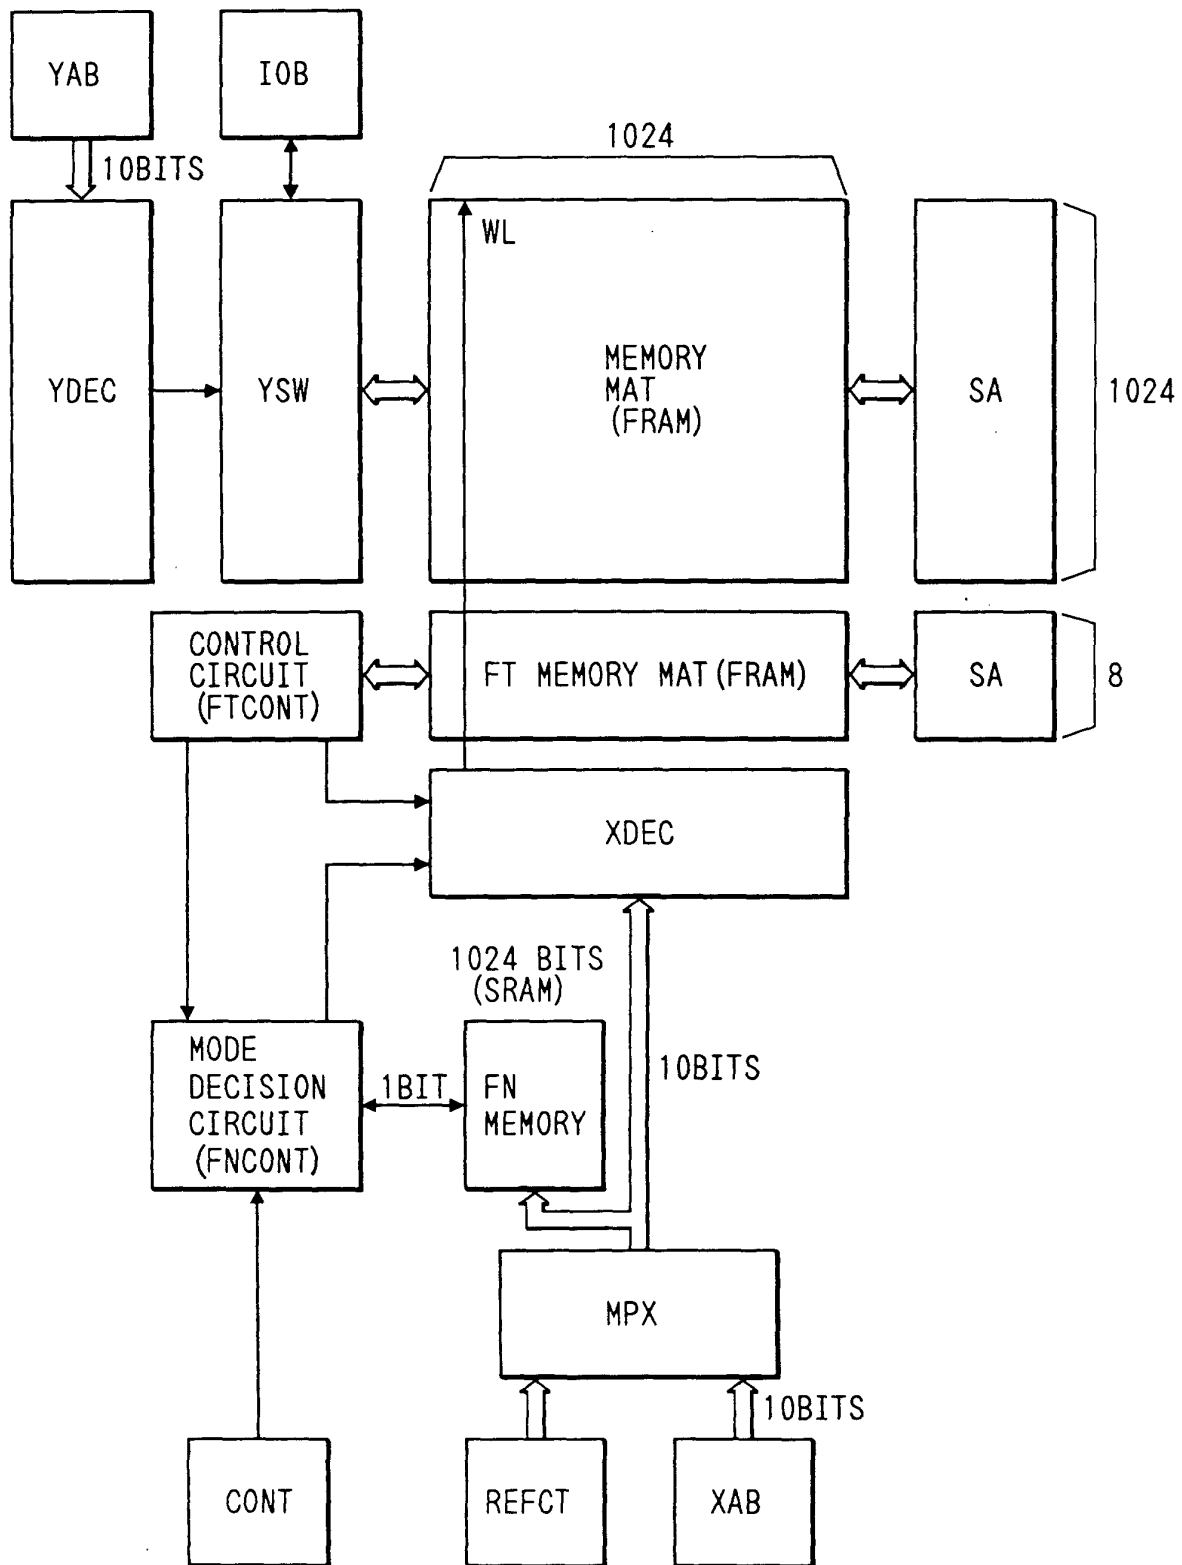 YAB
IOB
10BITS
1024
WL
YDEC
YSW
MEMORY
MAT
(FRAM)
SA
1024
CONTROL
CIRCUIT
(FTCONT)
FT MEMORY MAT(FRAM)
SA
8
XDEC
1024 BITS
(SRAM)
MODE
DECISION
CIRCUIT
(FNCONT)
1BIT
FN
MEMORY
10BITS
MPX
10BITS
CONT
REFCT
XAB